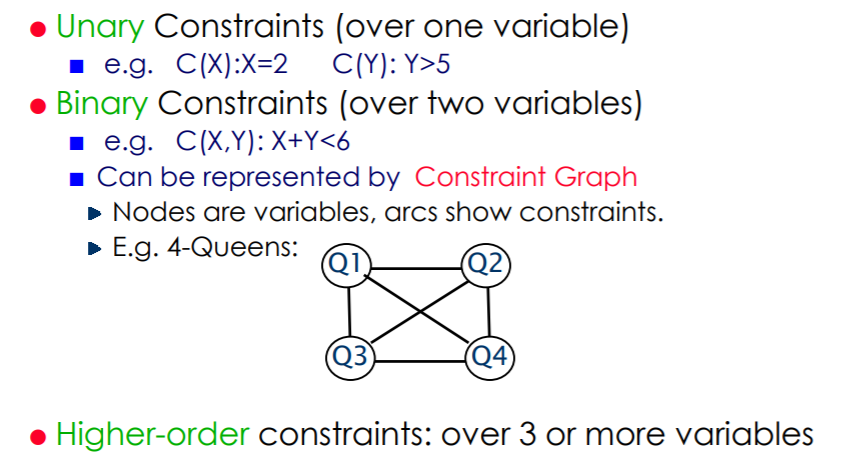 ● Unary Constraints (over one variable)
■ e.g. C(X):X=2 C(Y): Y>5
● Binary Constraints (over two variables)
■ e.g. C(X,Y): X+Y<6
■ Can be represented by Constraint Graph
► Nodes are variables, arcs show constraints.
► E.g. 4-Queens:
Q1 Q2
Q3 Q4
● Higher-order constraints: over 3 or more variables